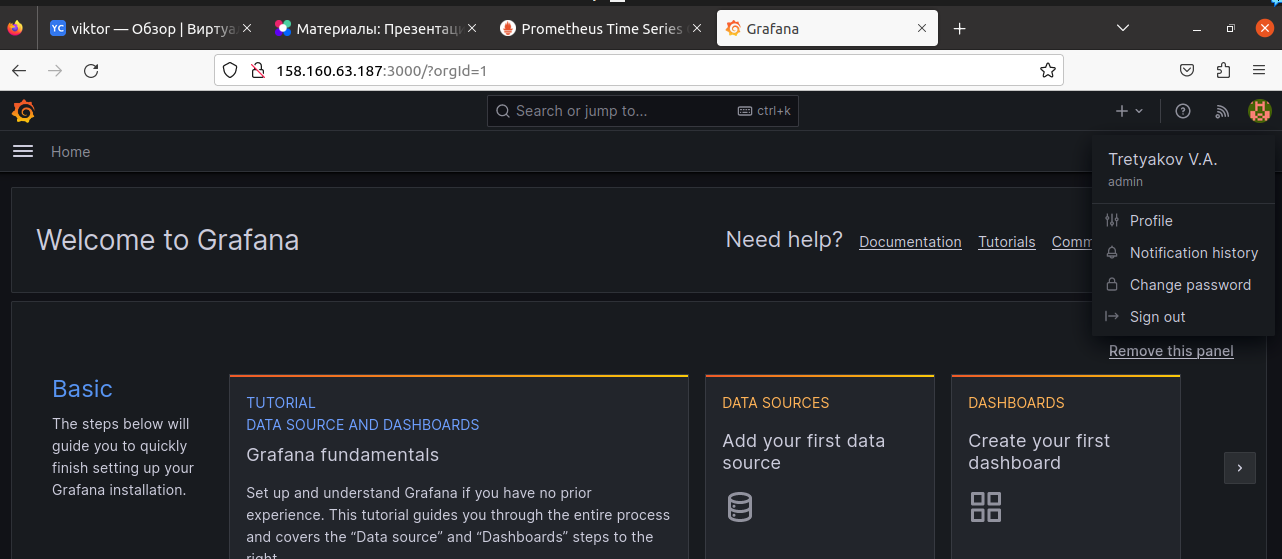 viktor — Обзор | Виртуа
Материалы: Презентац
Prometheus Time Series
Grafana
158.160.63.187:3000/?orgId=1
Search or jump to...
ctrl+k
Home
Tretyakov V.A.
admin
Profile
Notification history
Change password
Sign out
Welcome to Grafana
Need help?
Documentation
Tutorials
Comm
Remove this panel
Basic
The steps below will
guide you to quickly
finish setting up your
Grafana installation.
TUTORIAL
DATA SOURCE AND DASHBOARDS
Grafana fundamentals
Set up and understand Grafana if you have no prior
experience. This tutorial guides you through the entire process
and covers the “Data source” and “Dashboards” steps to the
right.
DATA SOURCES
Add your first data
source
DASHBOARDS
Create your first
dashboard